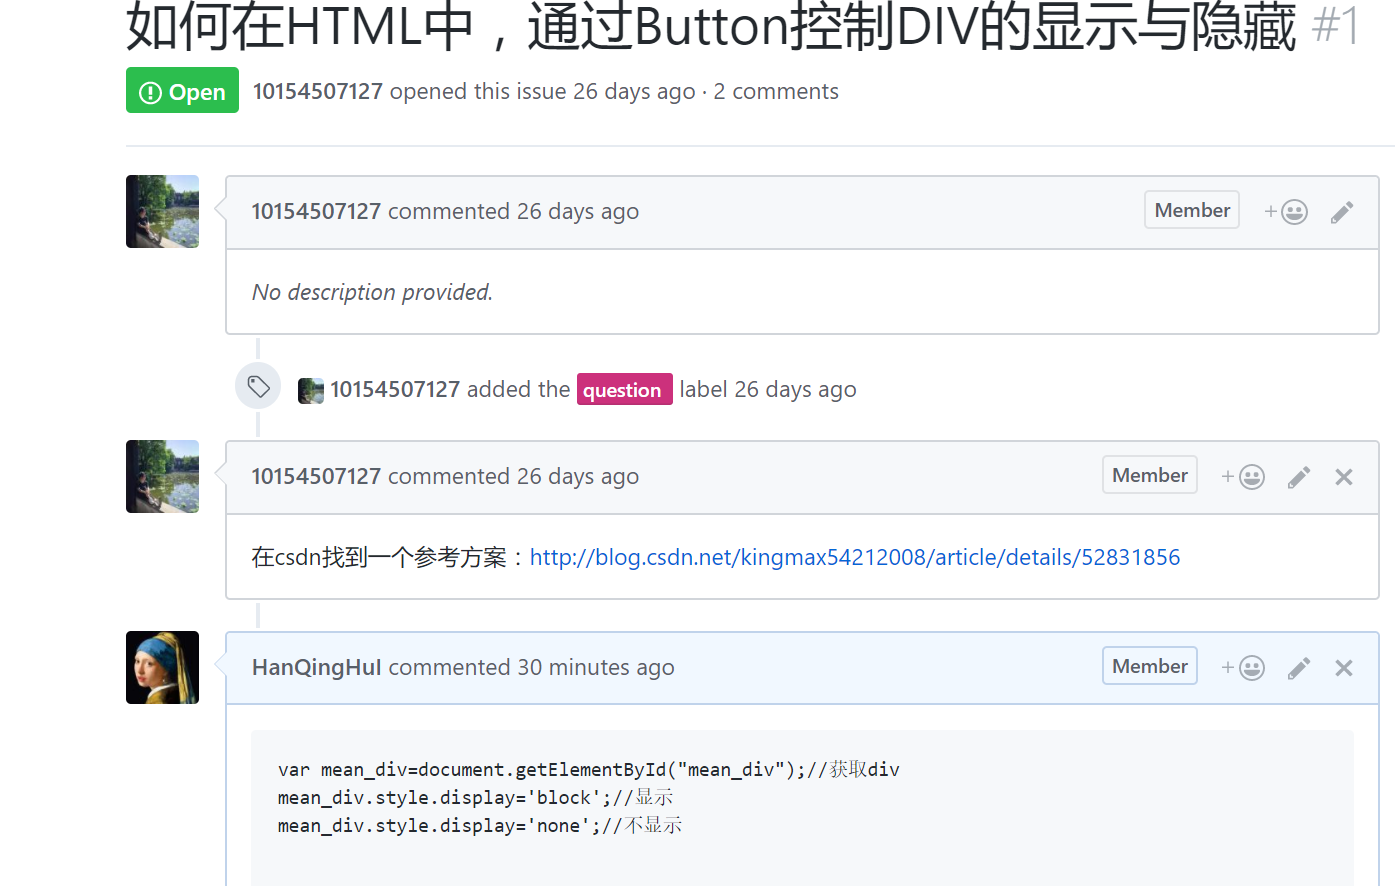 如何在HTML中，通过Button控制DIV的显示与隐藏 #1
Open 10154507127 opened this issue 26 days ago · 2 comments
10154507127 commented 26 days ago Member +
No description provided.
10154507127 added the question label 26 days ago
10154507127 commented 26 days ago Member +
在csdn找到一个参考方案：http://blog.csdn.net/kingmax54212008/article/details/52831856
HanQingHuI commented 30 minutes ago Member +
var mean_div=document.getElementById("mean_div");//获取div
mean_div.style.display='block';//显示
mean_div.style.display='none';//不显示